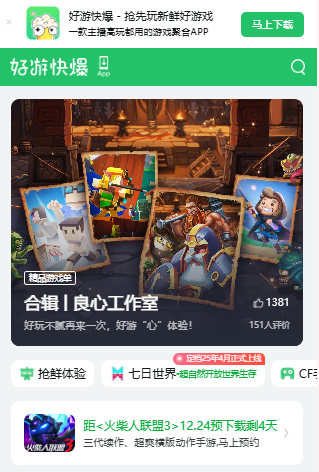 好游快爆 - 抢先玩新鲜好游戏
一款主播高玩都用的游戏聚合APP
马上下载
好游快爆
App
精品游戏单
合辑 | 良心工作室
1381
好玩不腻再来一次，好游“心”体验！
151人评价
定档25年4月正式上线
抢鲜体验
七日世界·超自然开放世界生存
CF手
距<火柴人联盟3>12.24预下载剩4天
三代续作、超爽横版动作手游,马上预约
火柴人联盟3